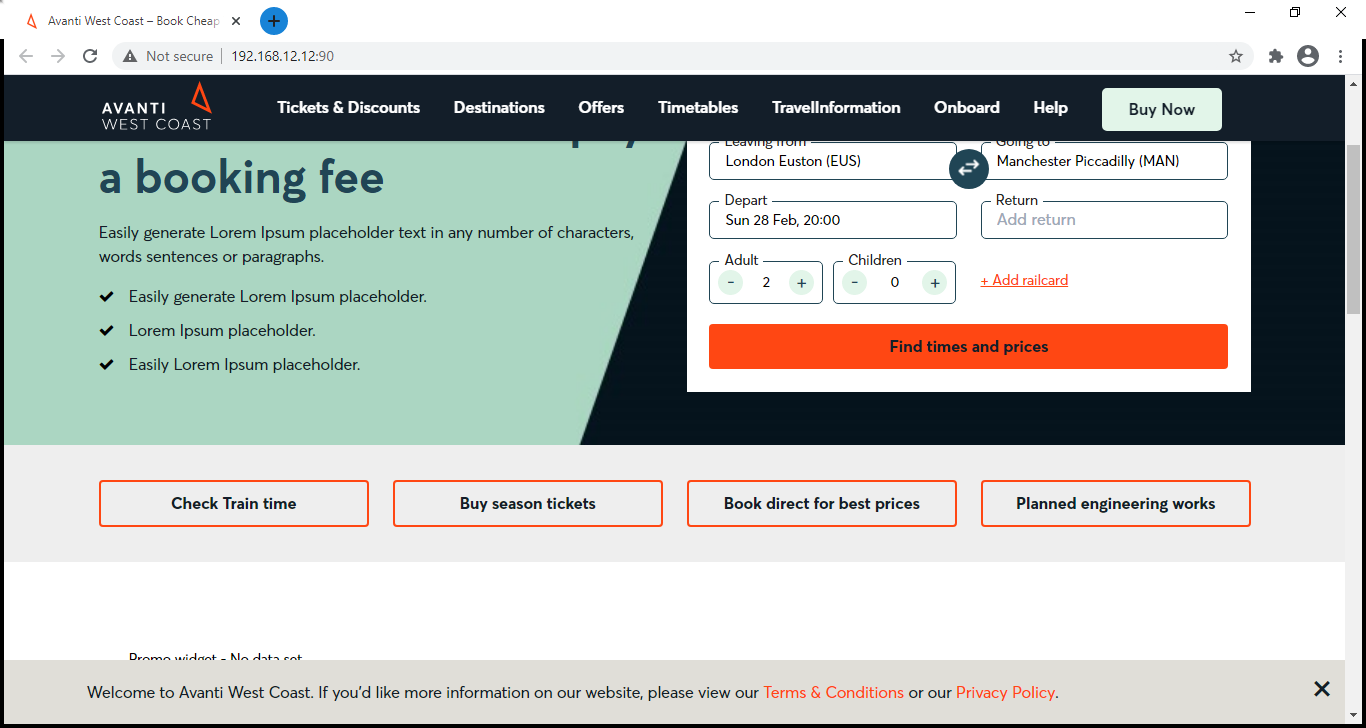 Avanti West Coast – Book Cheap
Not secure
192.168.12.12:90
AVANTI
WEST COAST
Tickets & Discounts
Destinations
Offers
Timetables
TravelInformation
Onboard
Help
Buy Now
a booking fee
Easily generate Lorem Ipsum placeholder text in any number of characters,
words sentences or paragraphs.
Easily generate Lorem Ipsum placeholder.
Lorem Ipsum placeholder.
Easily Lorem Ipsum placeholder.
Leaving from
London Euston (EUS)
Going to
Manchester Piccadilly (MAN)
Depart
Sun 28 Feb, 20:00
Return
Add return
Adult
- 2 +
Children
- 0 +
+ Add railcard
Find times and prices
Check Train time
Buy season tickets
Book direct for best prices
Planned engineering works
Promo widget - No data set
Welcome to Avanti West Coast. If you’d like more information on our website, please view our Terms & Conditions or our Privacy Policy.